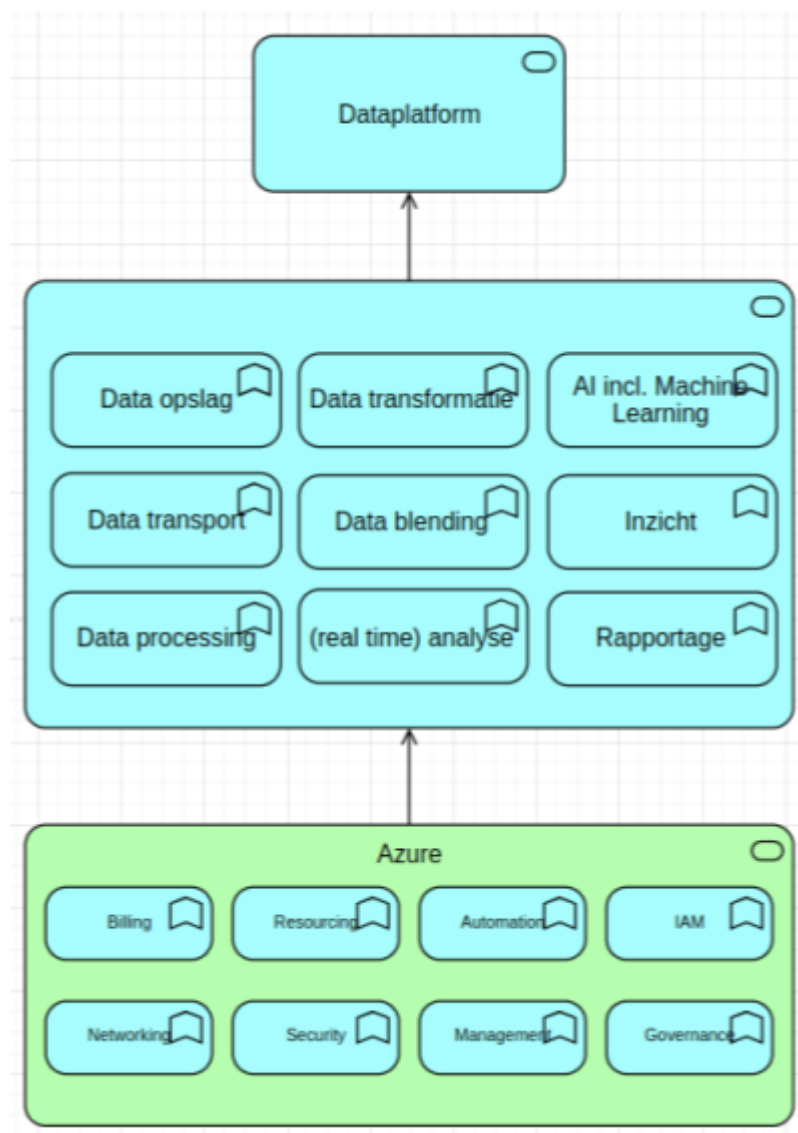 Dataplatform
Data opslag
Data transformatie
AI incl. Machine
Learning
Data transport
Data blending
Inzicht
Data processing
(real time) analyse
Rapportage
Azure
Billing
Resourcing
Automation
IAM
Networking
Security
Management
Governance